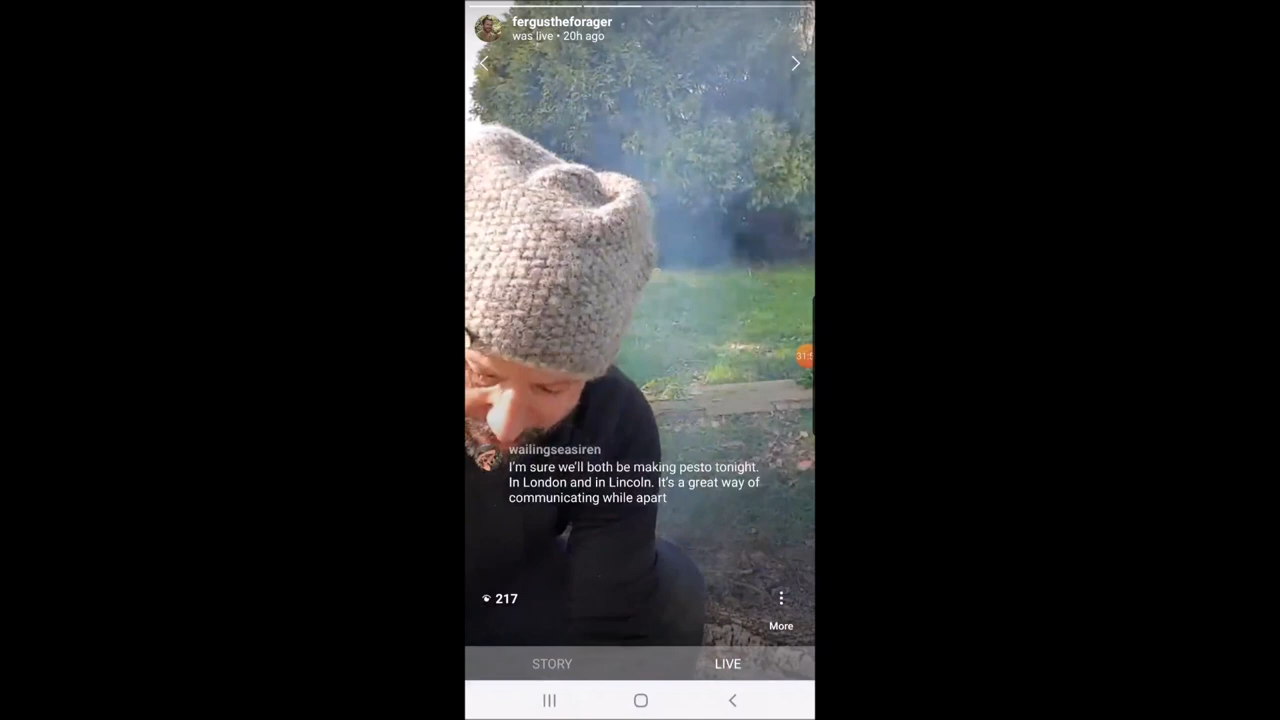 fergustheforager
was live • 20h ago
wailingseasiren
I'm sure we'll both be making pesto tonight.
In London and in Lincoln. It's a great way of
communicating while apart
217
More
STORY
LIVE